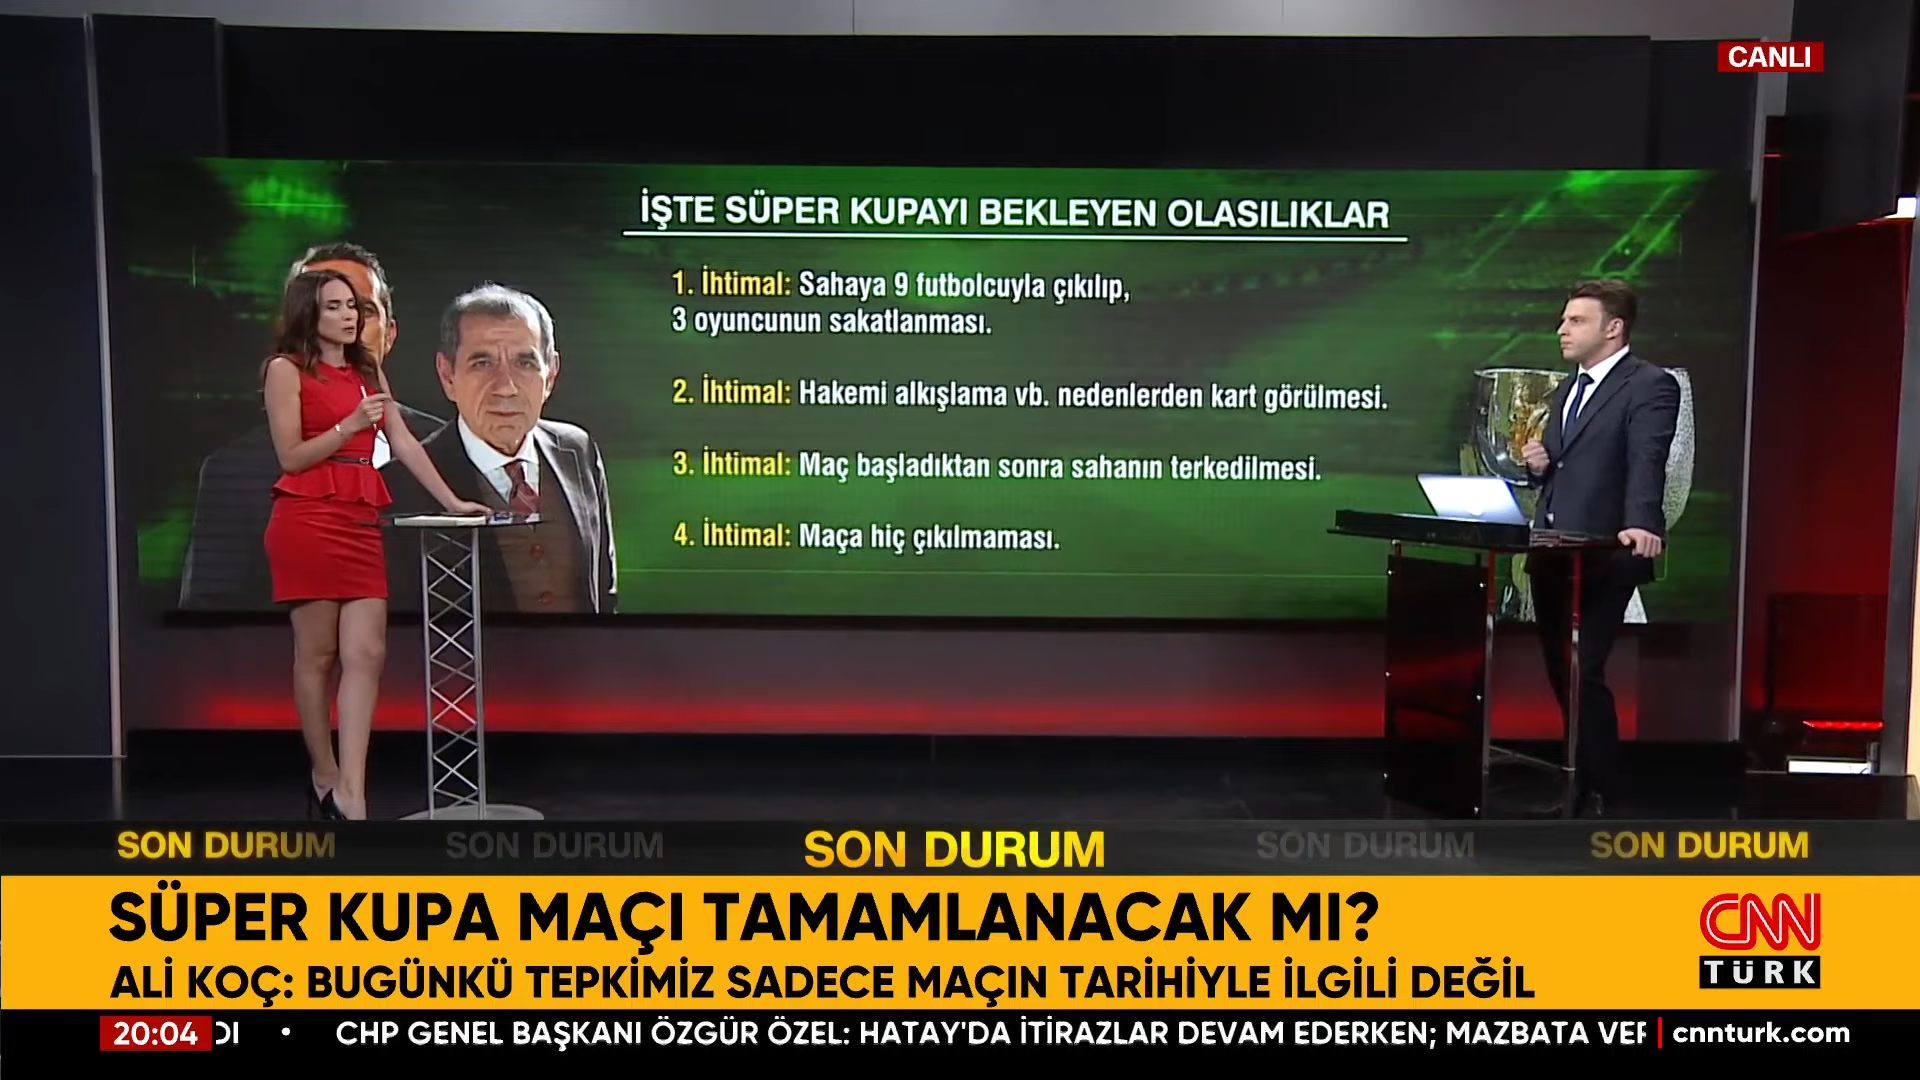 CANLI
İŞTE SÜPER KUPAYI BEKLEYEN OLASILIKLAR
1. İhtimal: Sahaya 9 futbolcuyla çıkılıp,
3 oyuncunun sakatlanması.
2. İhtimal: Hakemi alkışlama vb. nedenlerden kart görülmesi.
3. İhtimal: Maç başladıktan sonra sahanın terkedilmesi.
4. İhtimal: Maça hiç çıkılmaması.
SON DURUM SON DURUM SON DURUM SON DURUM SON DURUM
SÜPER KUPA MAÇI TAMAMLANACAK MI?
ALİ KOÇ: BUGÜNKÜ TEPKİMİZ SADECE MAÇIN TARİHİYLE İLGİLİ DEĞİL
CNN
TÜRK
20:04 DI • CHP GENEL BAŞKANI ÖZGÜR ÖZEL: HATAY'DA İTİRAZLAR DEVAM EDERKEN; MAZBATA VER cnnturk.com